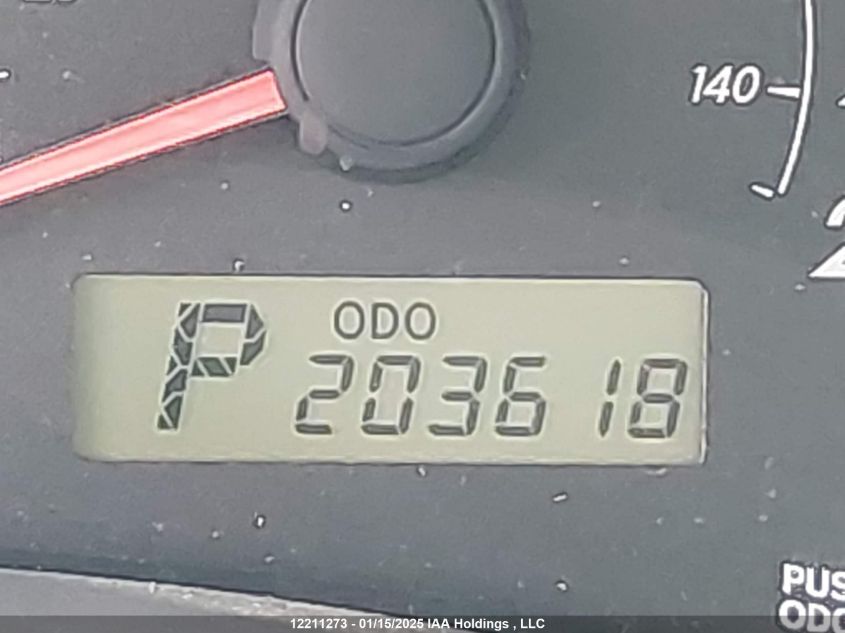 140
P
ODO
203618
PUS
ODO
12211273 - 01/15/2025 IAA Holdings , LLC